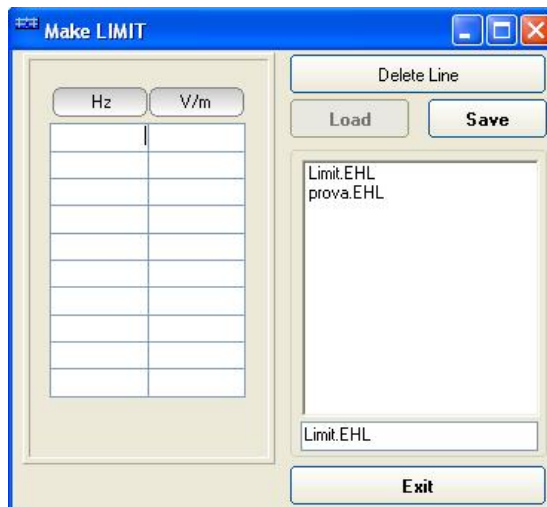 Make LIMIT
Hz V/m
Delete Line
Load Save
Limit.EHL
prova.EHL
Limit.EHL
Exit